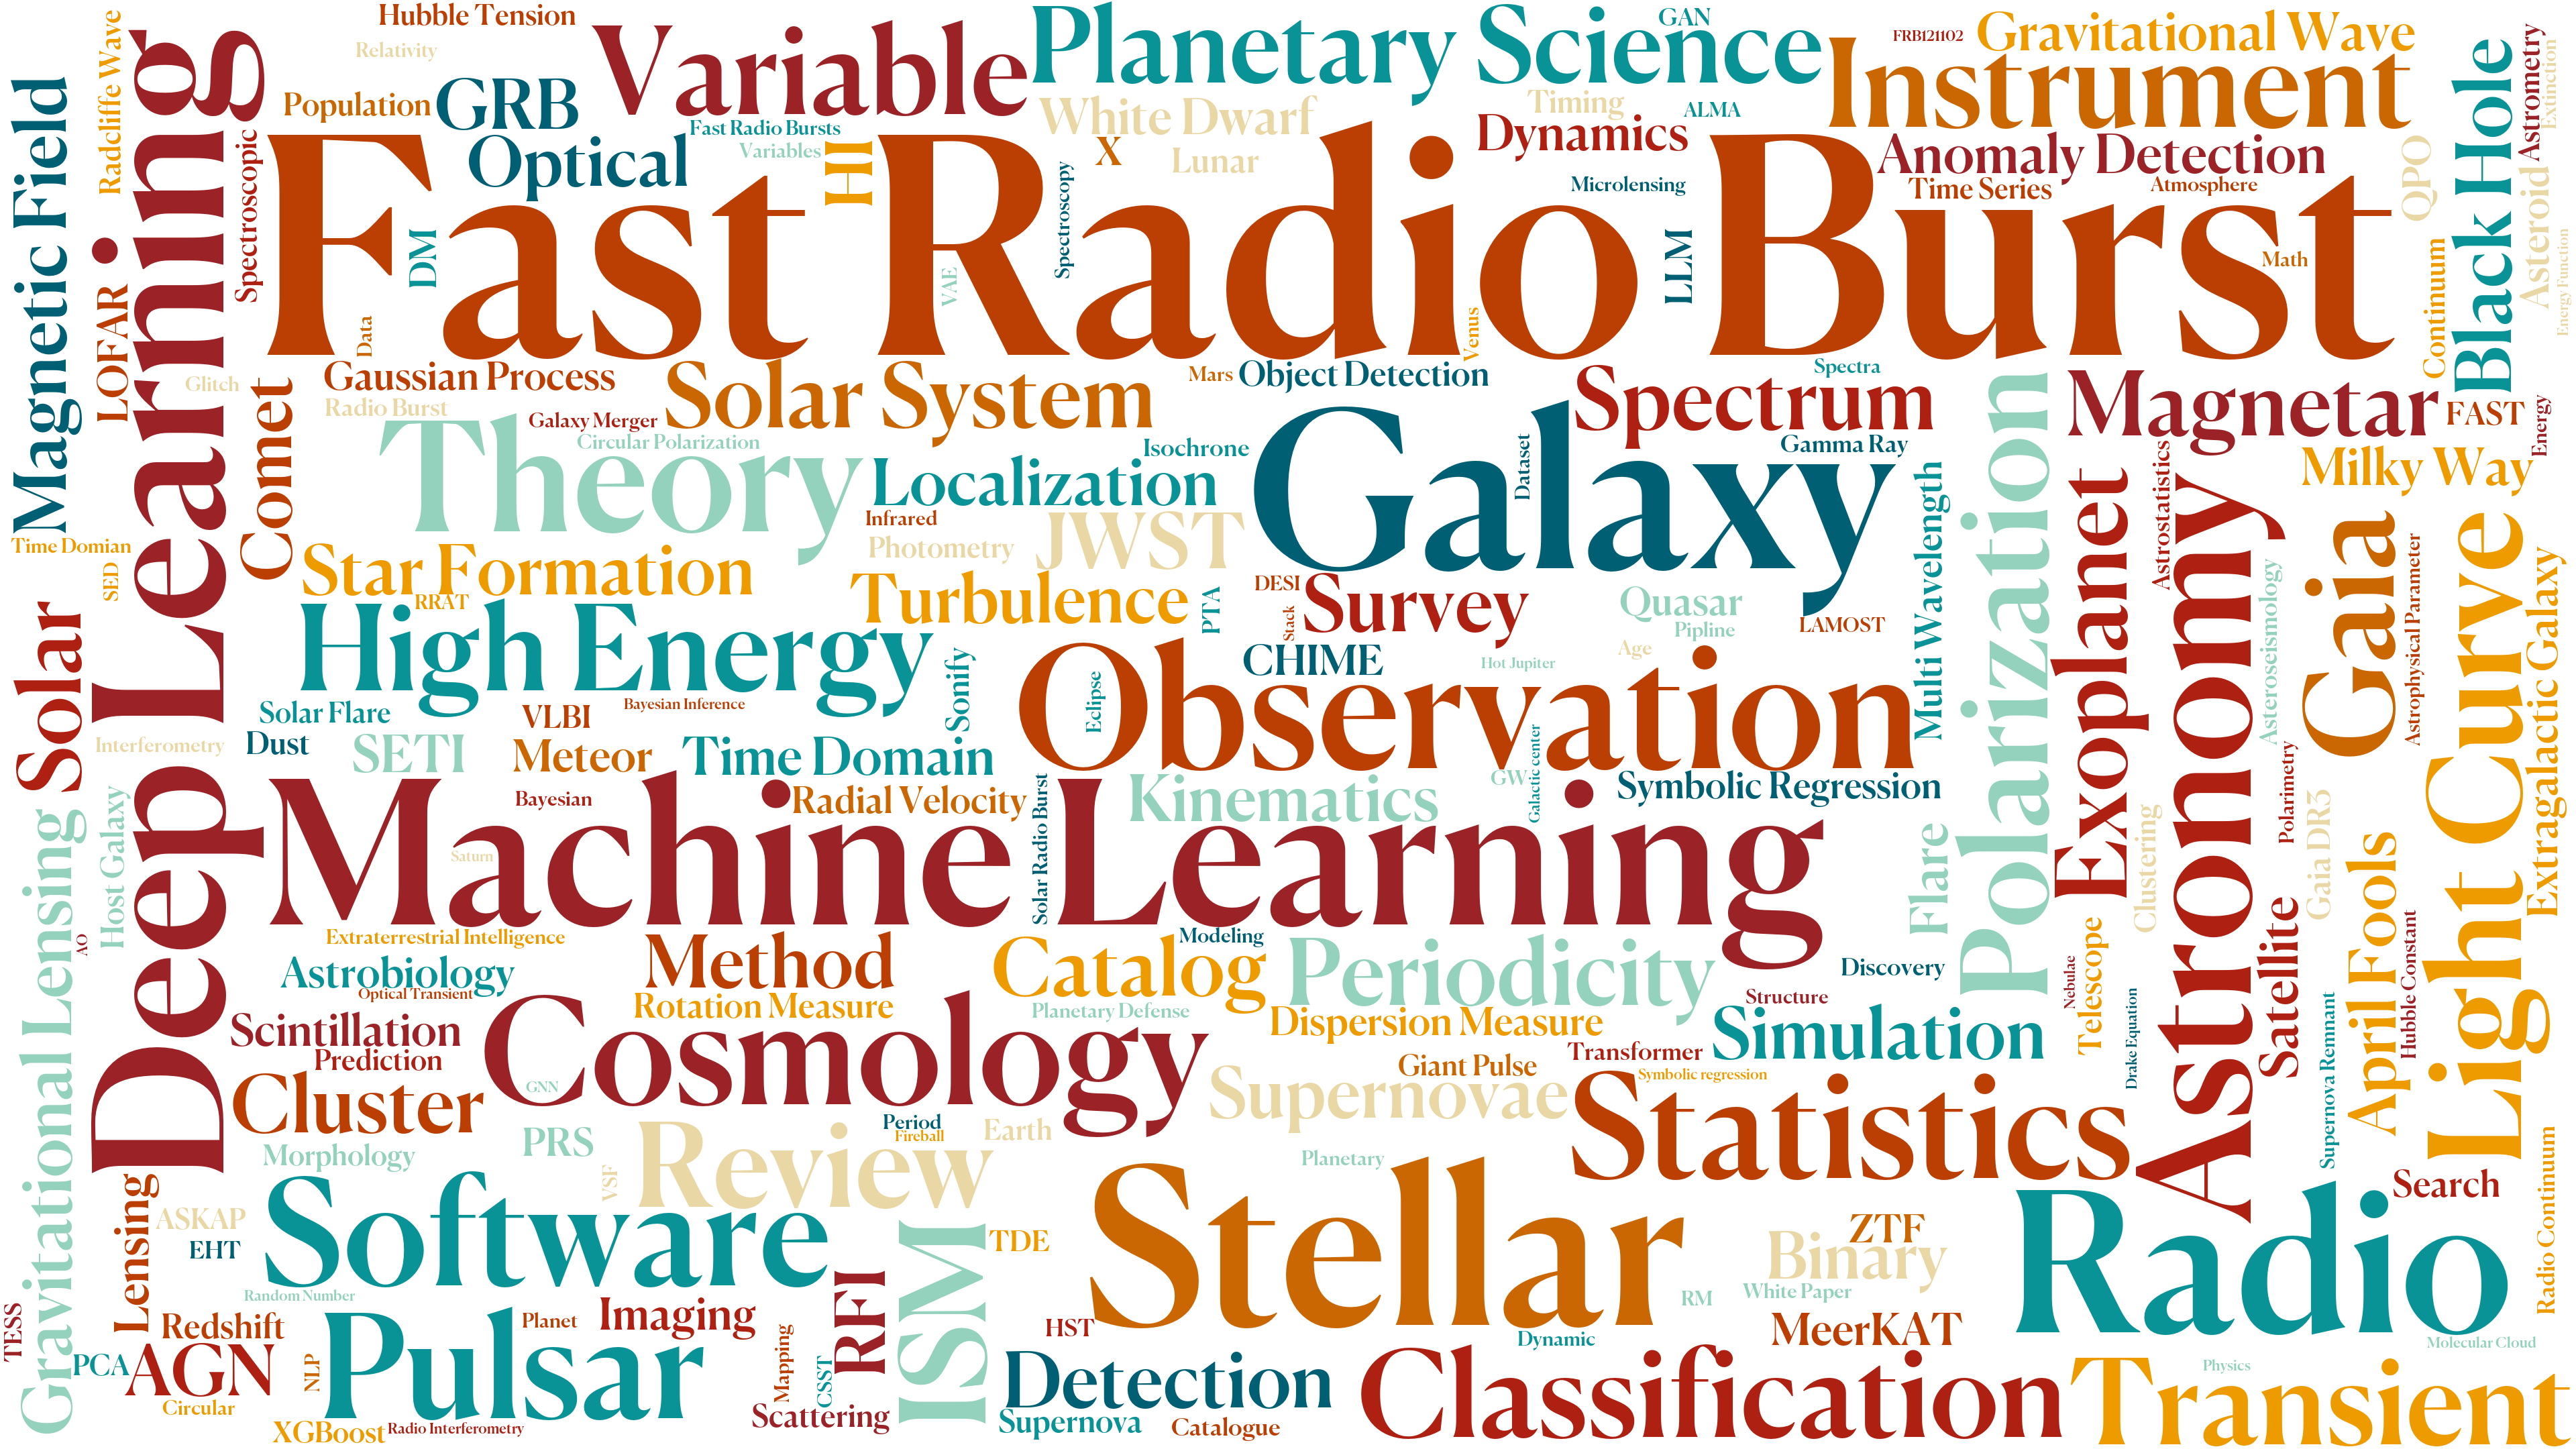 Hubble Tension
Relativity
Radcliffe Wave
Variable
Planetary Science
GAN
FRB121102
Gravitational Wave
Instrument
Astrometry
Extinction
Population
GRB
Optical
Fast Radio Bursts
Variables
HI
White Dwarf
X
Lunar
Timing
ALMA
Dynamics
Anomaly Detection
Time Series
Atmosphere
Microlensing
QPO
Black Hole
Asteroid
Magnetic Field
Deep Learning
Spectroscopic
LOFAR
Fast Radio Burst
DM
VAE
Spectroscopy
LLM
Math
Continuum
Energy Function
Data
Venus
Glitch
Comet
Gaussian Process
Radio Burst
Solar System
Mars
Object Detection
Spectra
Spectrum
Magnetar
FAST
Energy
Galaxy Merger
Circular Polarization
Theory
Isochrone
Localization
Galaxy
Dataset
Gamma Ray
Multi Wavelength
Polarization
Exoplanet
Astrostatistics
Astronomy
Milky Way
Time Domian
SED
Infrared
Photometry
JWST
Star Formation
RRAT
Turbulence
PTA
DESI
Stack
Survey
Quasar
Pipline
LAMOST
Age
Asteroseismology
Gaia
Astrophysical Parameter
Light Curve
Extragalactic Galaxy
Solar
High Energy
Sonify
CHIME
Hot Jupiter
Observation
Eclipse
Solar Flare
Bayesian Inference
VLBI
Dust
Interferometry
SETI
Meteor
Time Domain
GW
Galactic center
Symbolic Regression
Polarimetry
Bayesian
Radial Velocity
Solar Radio Burst
Kinematics
Host Galaxy
Gravitational Lensing
AO
Machine Learning
Saturn
Flare
Clustering
Gaia DR3
April Fools
Hubble Constant
Extraterrestrial Intelligence
Astrobiology
Optical Transient
Method
Rotation Measure
Catalog
Modeling
Planetary Defense
Periodicity
Discovery
Nebulae
Telescope
Drake Equation
Satellite
Supernova Remnant
Scintillation
Prediction
Cosmology
Dispersion Measure
Structure
Simulation
Transformer
Giant Pulse
Symbolic regression
Cluster
GNN
Supernovae
Statistics
Morphology
PRS
VSF
Review
Period
Fireball
Earth
Planetary
Search
Radio Continuum
Lensing
ASKAP
EHT
Software
ISM
TDE
Stellar
ZTF
Binary
White Paper
RM
Radio
Random Number
TESS
Redshift
Pulsar
Planet
Imaging
RFI
HST
Dynamic
MeerKAT
Molecular Cloud
PCA
AGN
Circular
NLP
Mapping
CSST
Detection
Classification
Physics
Transient
XGBoost
Radio Interferometry
Scattering
Supernova
Catalogue